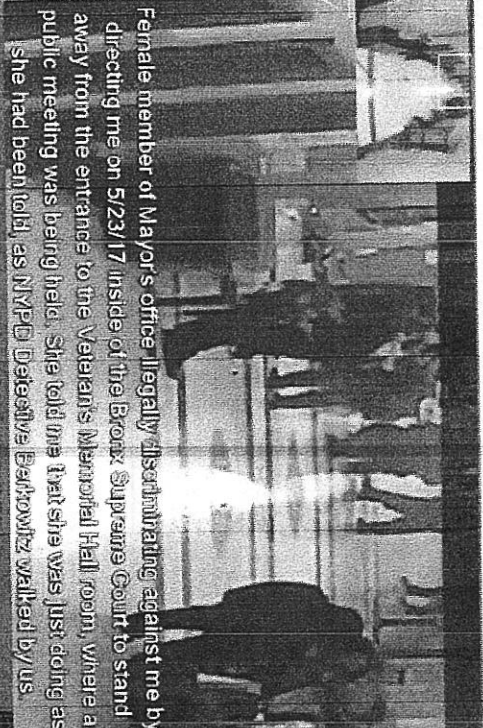 Female member of Mayor's office illegally discriminating against me by
directing me on 5/23/17 inside of the Bronx Supreme Court to stand
away from the entrance to the Veteran's Memorial Hall room, where a
public meeting was being held. She told me that she was just doing as
she had been told, as NYPD Detective Berkowitz walked by us